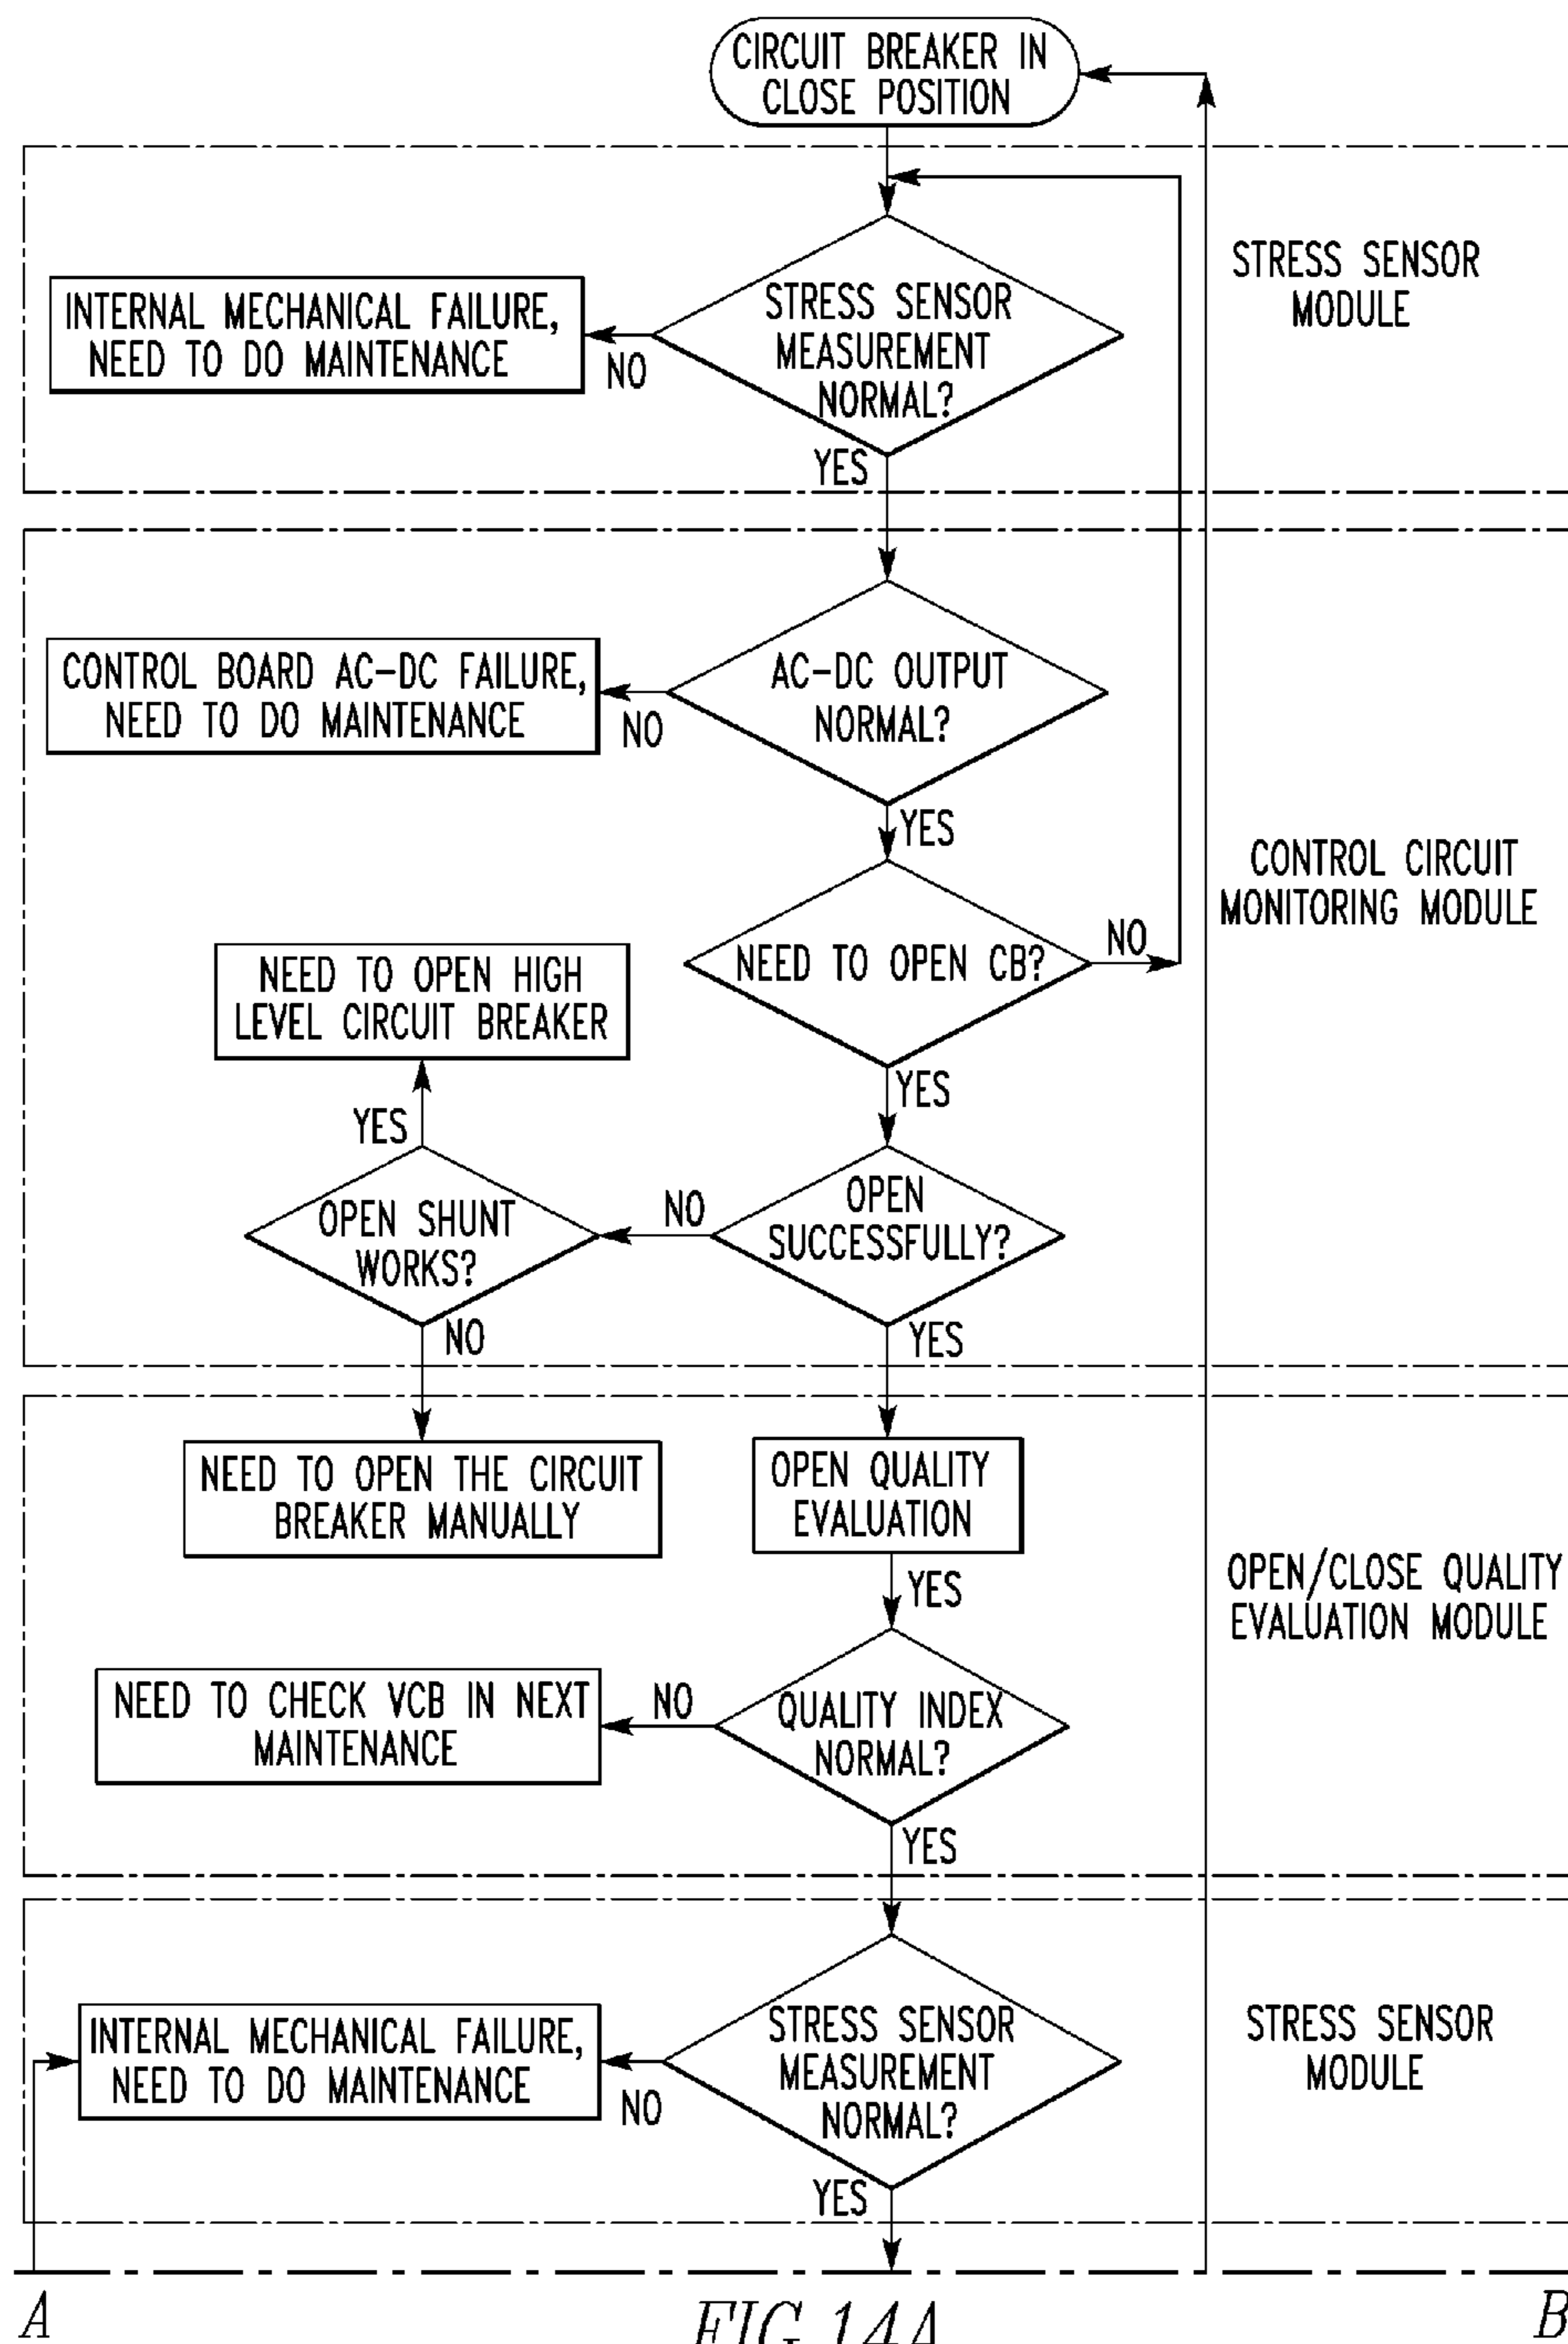 CIRCUIT BREAKER IN
CLOSE POSITION
STRESS SENSOR
MODULE
INTERNAL MECHANICAL FAILURE,
NEED TO DO MAINTENANCE
NO
STRESS SENSOR
MEASUREMENT
NORMAL?
YES
CONTROL BOARD AC-DC FAILURE,
NEED TO DO MAINTENANCE
NO
AC-DC OUTPUT
NORMAL?
YES
CONTROL CIRCUIT
MONITORING MODULE
NEED TO OPEN CB?
NO
YES
NEED TO OPEN HIGH
LEVEL CIRCUIT BREAKER
YES
OPEN SHUNT
WORKS?
NO
OPEN
SUCCESSFULLY?
NO
YES
NEED TO OPEN THE CIRCUIT
BREAKER MANUALLY
OPEN QUALITY
EVALUATION
YES
OPEN/CLOSE QUALITY
EVALUATION MODULE
NEED TO CHECK VCB IN NEXT
MAINTENANCE
NO
QUALITY INDEX
NORMAL?
YES
INTERNAL MECHANICAL FAILURE,
NEED TO DO MAINTENANCE
NO
STRESS SENSOR
MEASUREMENT
NORMAL?
STRESS SENSOR
MODULE
YES
A
FIG. 14A
B